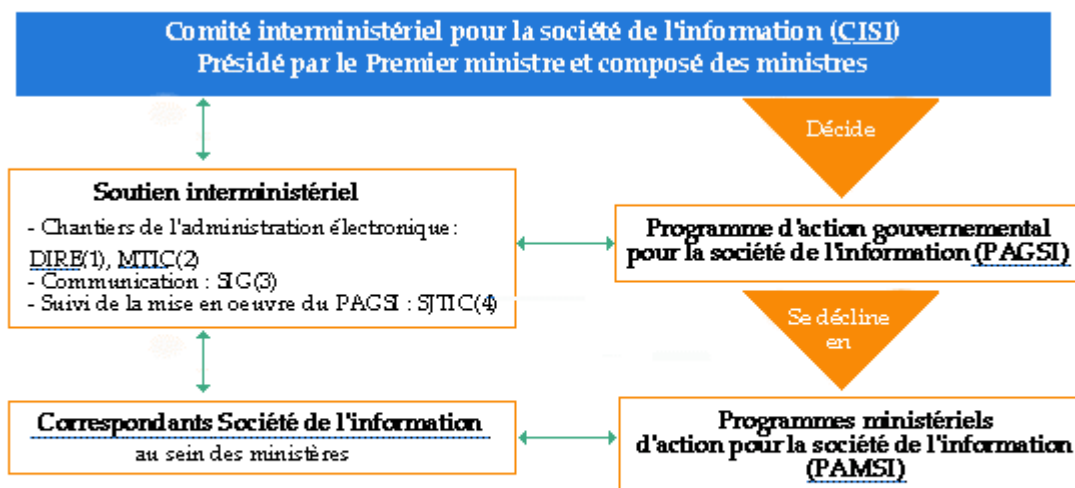 Comité interministériel pour la société de l'information (CISI)
Présidé par le Premier ministre et composé des ministres
Décide
Soutien interministériel
- Chantiers de l'administration électronique :
DIRE(1), MTIC(2)
- Communication : SIG(3)
- Suivi de la mise en oeuvre du PAGSI : SJTIC(4)
Programme d'action gouvernemental
pour la société de l'information (PAGSI)
Se décline
en
Correspondants Société de l'information
au sein des ministères
Programmes ministériels
d'action pour la société de l'information
(PAMSI)